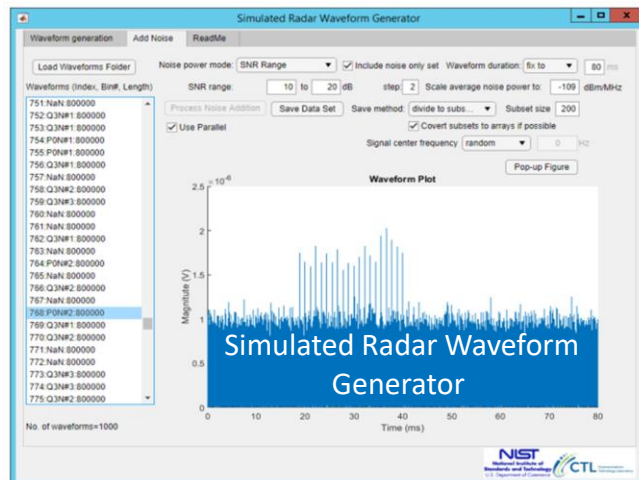 Simulated Radar Waveform Generator
Waveform generation Add Noise ReadMe
Load Waveforms Folder Noise power mode: SNR Range Include noise only set Waveform duration: fix to 80 ms
Waveforms (Index, Bin#, Length) SNR range: 10 to 20 dB step: 2 Scale average noise power to: -109 dBm/MHz
Process Noise Addition Save Data Set Save method: divide to subs... Subset size 200
Use Parallel Covert subsets to arrays if possible
Signal center frequency random 0 Hz
Pop-up Figure
751:NaN:800000
752:Q3N#1:800000
753:Q3N#1:800000
754:P0N#1:800000
755:P0N#1:800000
756:Q3N#1:800000
757:NaN:800000
758:Q3N#2:800000
759:Q3N#3:800000
760:NaN:800000
761:NaN:800000
762:Q3N#1:800000
763:NaN:800000
764:P0N#2:800000
765:NaN:800000
766:Q3N#2:800000
767:NaN:800000
768:P0N#2:800000
769:Q3N#1:800000
770:Q3N#2:800000
771:NaN:800000
772:NaN:800000
773:Q3N#3:800000
774:Q3N#3:800000
775:Q3N#2:800000
No. of waveforms=1000
Waveform Plot
×10⁻⁶
2.5
2
1.5
1
0.5
0
Magnitude (V)
Simulated Radar Waveform
Generator
0 10 20 30 40 50 60 70 80
Time (ms)
NIST
National Institute of
Standards and Technology
U.S. Department of Commerce
CTL